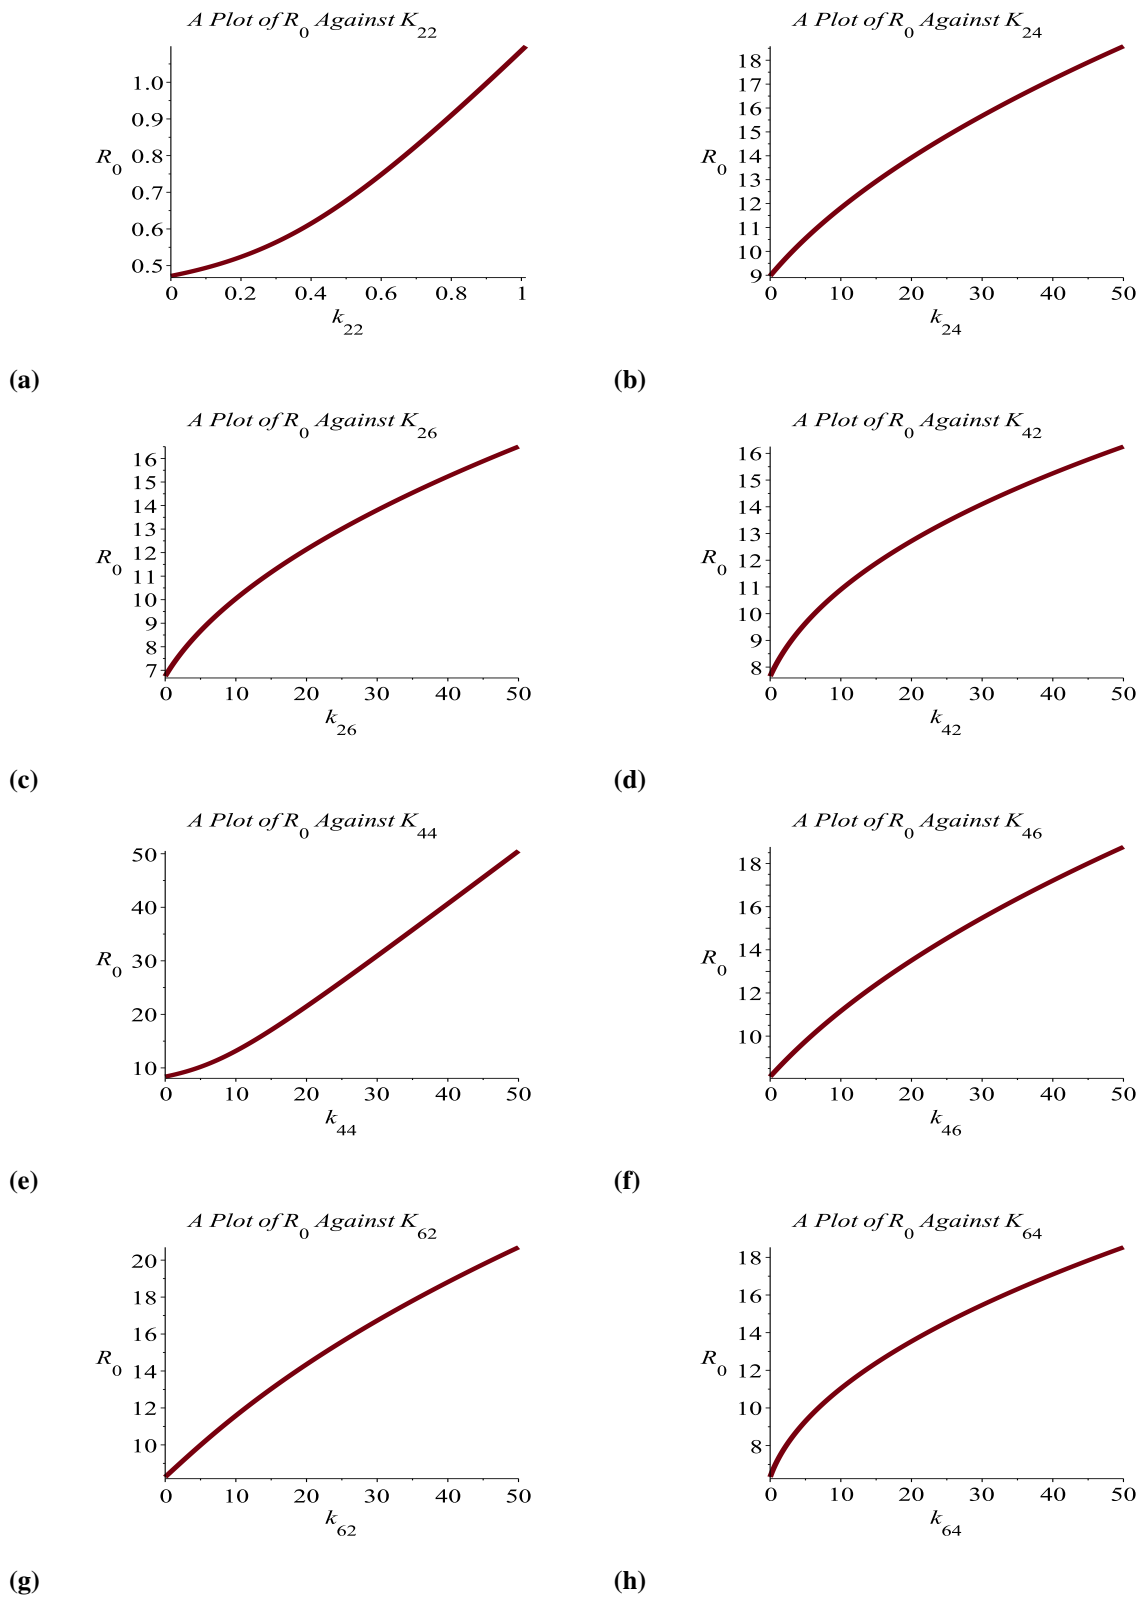 A Plot of R0 Against K22
1.0
0.9
0.8
R0
0.7
0.6
0.5
0 0.2 0.4 0.6 0.8 1
k22
(a)
A Plot of R0 Against K24
18
17
16
15
14
R0
13
12
11
10
9
0 10 20 30 40 50
k24
(b)
A Plot of R0 Against K26
16
15
14
13
12
R0
11
10
9
8
7
0 10 20 30 40 50
k26
(c)
A Plot of R0 Against K42
16
15
14
13
12
R0
11
10
9
8
0 10 20 30 40 50
k42
(d)
A Plot of R0 Against K44
50
40
30
R0
20
10
0 10 20 30 40 50
k44
(e)
A Plot of R0 Against K46
18
16
14
R0
12
10
0 10 20 30 40 50
k46
(f)
A Plot of R0 Against K62
20
18
16
14
R0
12
10
0 10 20 30 40 50
k62
(g)
A Plot of R0 Against K64
18
16
14
12
R0
10
8
0 10 20 30 40 50
k64
(h)